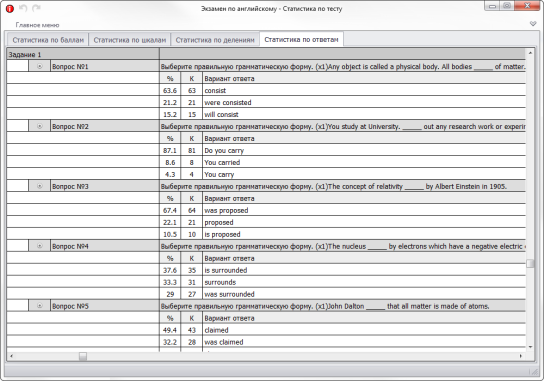 Экзамен по английскому - Статистика по тесту
Главное меню
Статистика по баллам Статистика по шкалам Статистика по делениям Статистика по ответам
Задание 1
Вопрос №1 Выберите правильную грамматическую форму. (x1)Any object is called a physical body. All bodies _____ of matter.
% К Вариант ответа
63.6 63 consist
21.2 21 were consisted
15.2 15 will consist
Вопрос №2 Выберите правильную грамматическую форму. (x1)You study at University. _____ out any research work or experi
% К Вариант ответа
87.1 81 Do you carry
8.6 8 You carried
4.3 4 You carry
Вопрос №3 Выберите правильную грамматическую форму. (x1)The concept of relativity _____ by Albert Einstein in 1905.
% К Вариант ответа
67.4 64 was proposed
22.1 21 proposed
10.5 10 is proposed
Вопрос №4 Выберите правильную грамматическую форму. (x1)The nucleus _____ by electrons which have a negative electric
% К Вариант ответа
37.6 35 is surrounded
33.3 31 surrounds
29 27 was surrounded
Вопрос №5 Выберите правильную грамматическую форму. (x1)John Dalton _____ that all matter is made of atoms.
% К Вариант ответа
49.4 43 claimed
32.2 28 was claimed